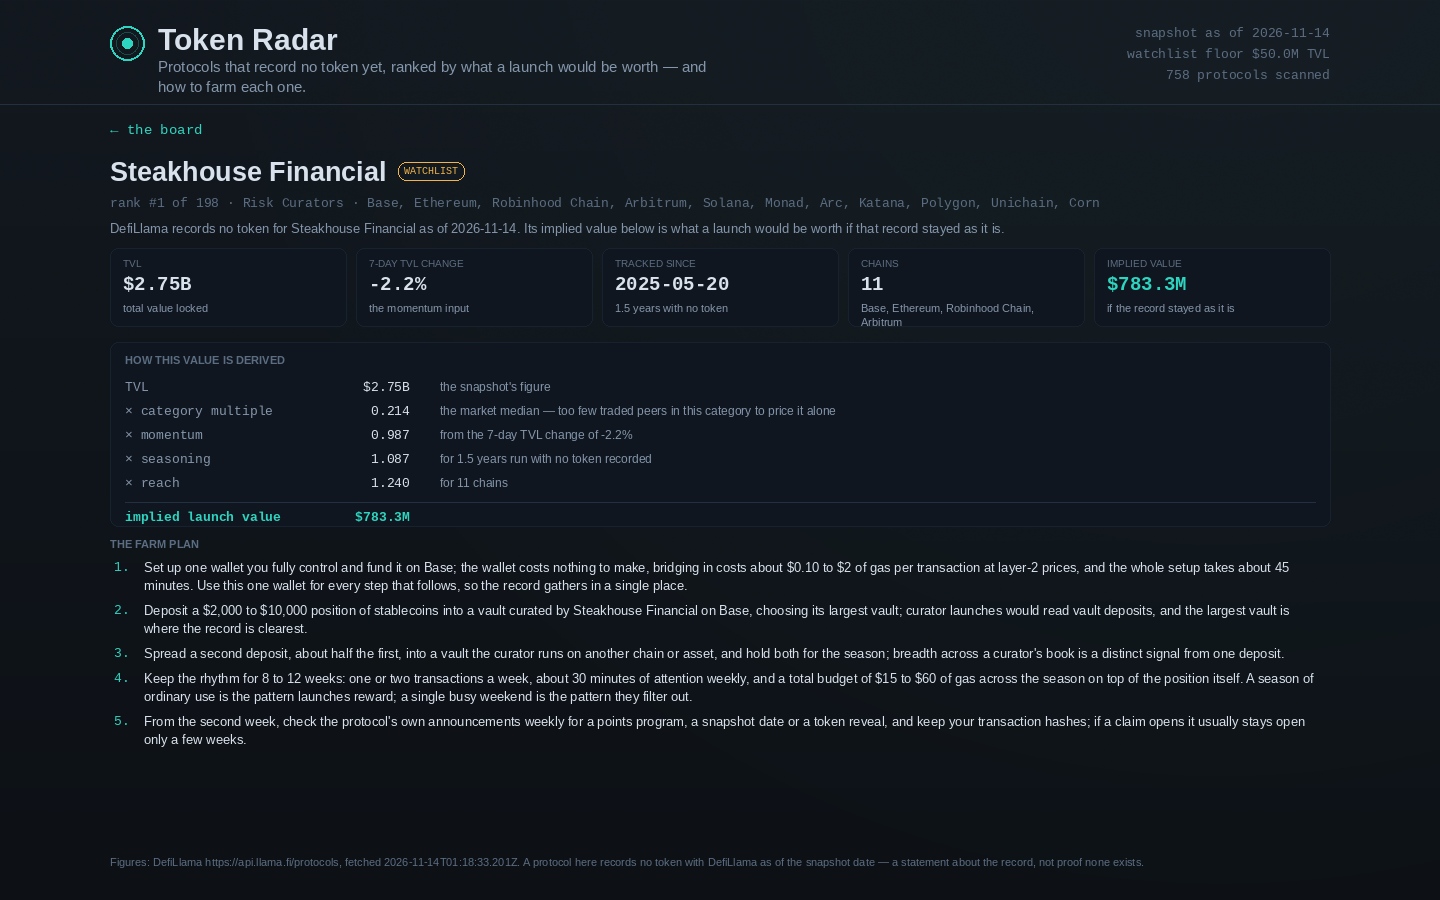 Token Radar
Protocols that record no token yet, ranked by what a launch would be worth — and
how to farm each one.
snapshot as of 2026-11-14
watchlist floor $50.0M TVL
758 protocols scanned
← the board
Steakhouse Financial
WATCHLIST
rank #1 of 198 · Risk Curators · Base, Ethereum, Robinhood Chain, Arbitrum, Solana, Monad, Arc, Katana, Polygon, Unichain, Corn
DefiLlama records no token for Steakhouse Financial as of 2026-11-14. Its implied value below is what a launch would be worth if that record stayed as it is.
TVL
$2.75B
total value locked
7-DAY TVL CHANGE
-2.2%
the momentum input
TRACKED SINCE
2025-05-20
1.5 years with no token
CHAINS
11
Base, Ethereum, Robinhood Chain,
Arbitrum
IMPLIED VALUE
$783.3M
if the record stayed as it is
HOW THIS VALUE IS DERIVED
TVL $2.75B the snapshot's figure
× category multiple 0.214 the market median — too few traded peers in this category to price it alone
× momentum 0.987 from the 7-day TVL change of -2.2%
× seasoning 1.087 for 1.5 years run with no token recorded
× reach 1.240 for 11 chains
implied launch value $783.3M
THE FARM PLAN
1. Set up one wallet you fully control and fund it on Base; the wallet costs nothing to make, bridging in costs about $0.10 to $2 of gas per transaction at layer-2 prices, and the whole setup takes about 45
minutes. Use this one wallet for every step that follows, so the record gathers in a single place.
2. Deposit a $2,000 to $10,000 position of stablecoins into a vault curated by Steakhouse Financial on Base, choosing its largest vault; curator launches would read vault deposits, and the largest vault is
where the record is clearest.
3. Spread a second deposit, about half the first, into a vault the curator runs on another chain or asset, and hold both for the season; breadth across a curator's book is a distinct signal from one deposit.
4. Keep the rhythm for 8 to 12 weeks: one or two transactions a week, about 30 minutes of attention weekly, and a total budget of $15 to $60 of gas across the season on top of the position itself. A season of
ordinary use is the pattern launches reward; a single busy weekend is the pattern they filter out.
5. From the second week, check the protocol's own announcements weekly for a points program, a snapshot date or a token reveal, and keep your transaction hashes; if a claim opens it usually stays open
only a few weeks.
Figures: DefiLlama https://api.llama.fi/protocols, fetched 2026-11-14T01:18:33.201Z. A protocol here records no token with DefiLlama as of the snapshot date — a statement about the record, not proof none exists.